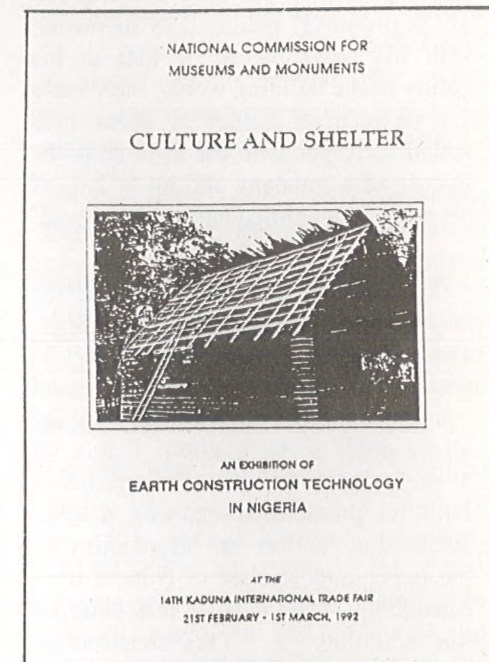 NATIONAL COMMISSION FOR
MUSEUMS AND MONUMENTS
CULTURE AND SHELTER
AN EXHIBITION OF
EARTH CONSTRUCTION TECHNOLOGY
IN NIGERIA
AT THE
14TH KADUNA INTERNATIONAL TRADE FAIR
21ST FEBRUARY - 1ST MARCH, 1992